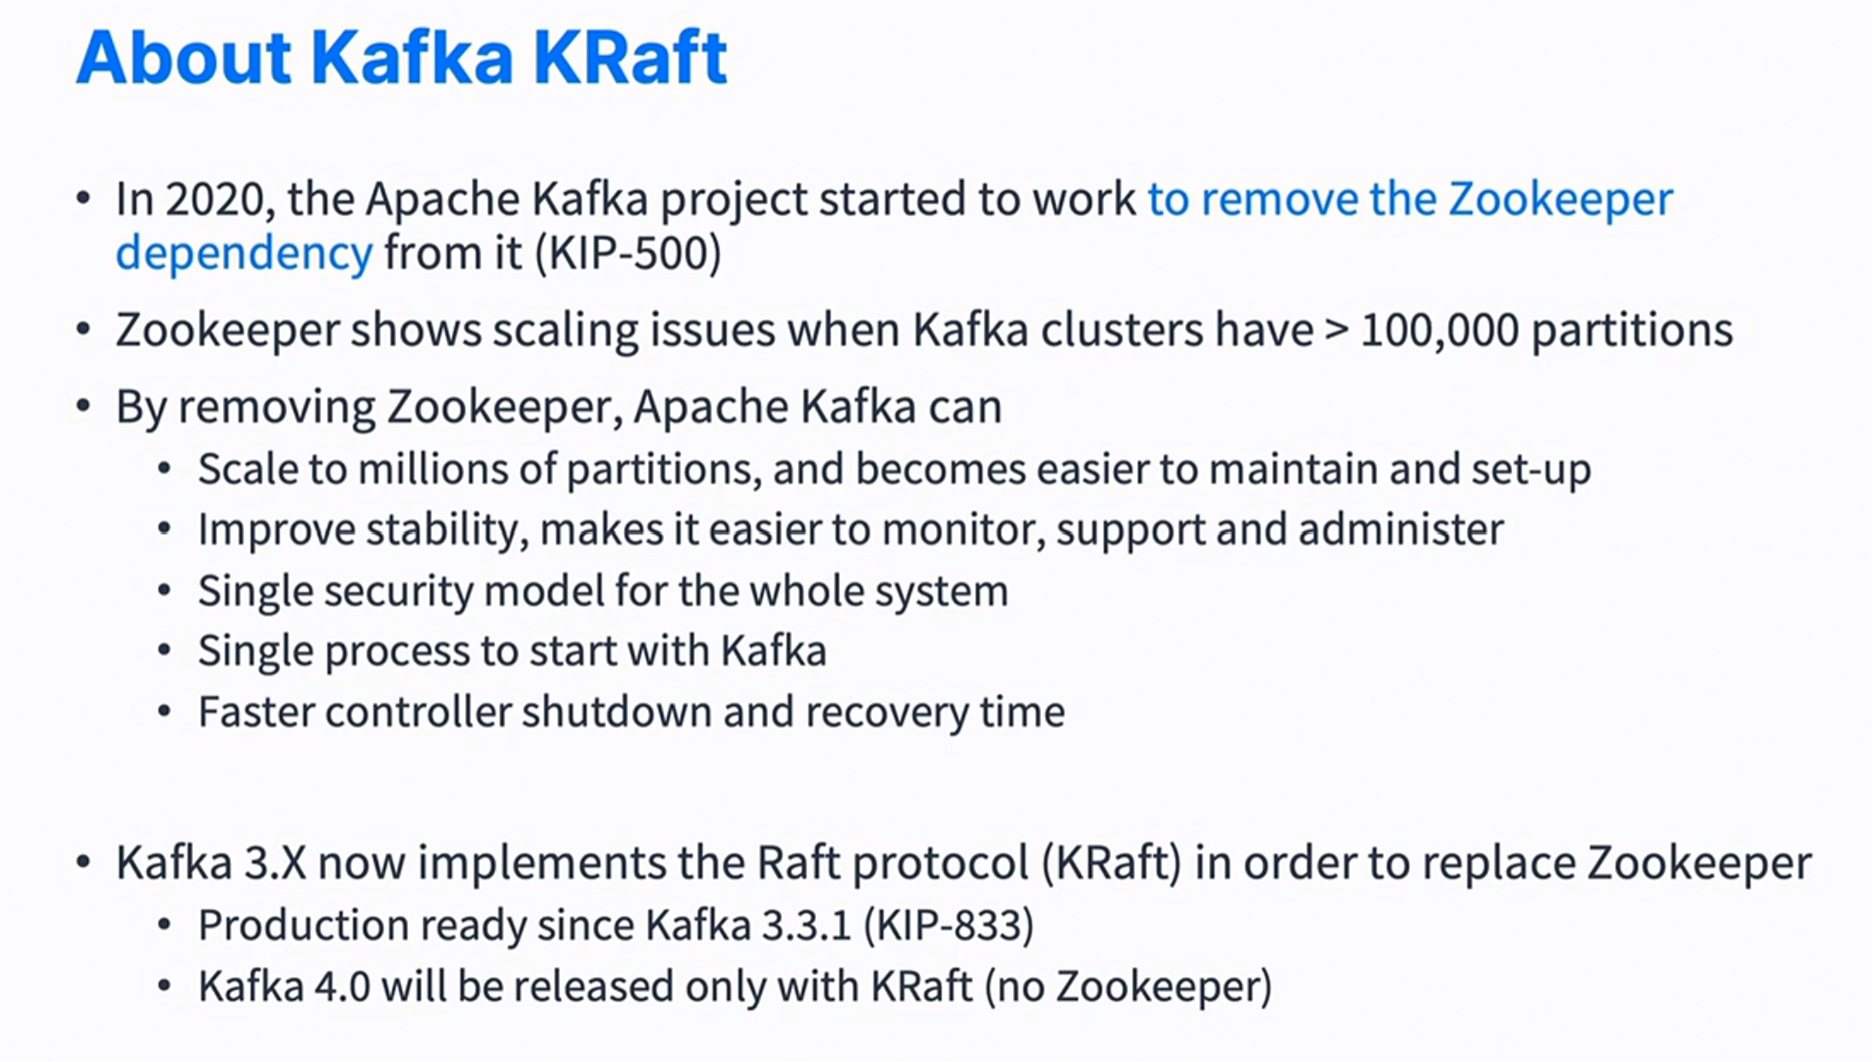 About Kafka KRaft
• In 2020, the Apache Kafka project started to work to remove the Zookeeper
dependency from it (KIP-500)
• Zookeeper shows scaling issues when Kafka clusters have > 100,000 partitions
• By removing Zookeeper, Apache Kafka can
• Scale to millions of partitions, and becomes easier to maintain and set-up
• Improve stability, makes it easier to monitor, support and administer
• Single security model for the whole system
• Single process to start with Kafka
• Faster controller shutdown and recovery time
• Kafka 3.X now implements the Raft protocol (KRaft) in order to replace Zookeeper
• Production ready since Kafka 3.3.1 (KIP-833)
• Kafka 4.0 will be released only with KRaft (no Zookeeper)